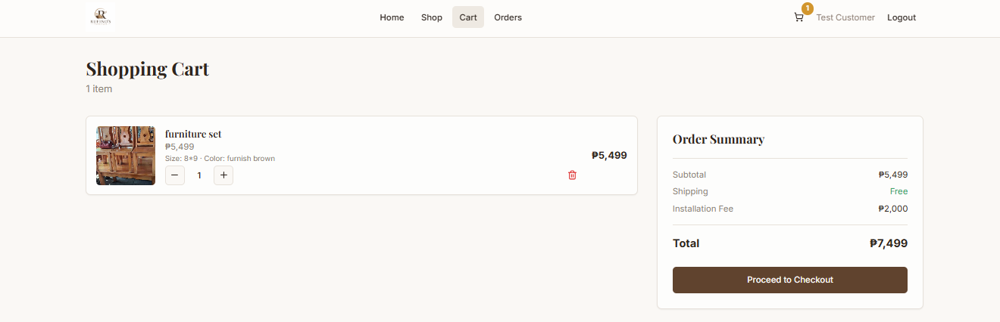 RUFINO'S
Home Shop Cart Orders 1 Test Customer Logout
Shopping Cart
1 item
furniture set
₱5,499
Size: 8*9 · Color: furnish brown
1
₱5,499
Order Summary
Subtotal ₱5,499
Shipping Free
Installation Fee ₱2,000
Total ₱7,499
Proceed to Checkout